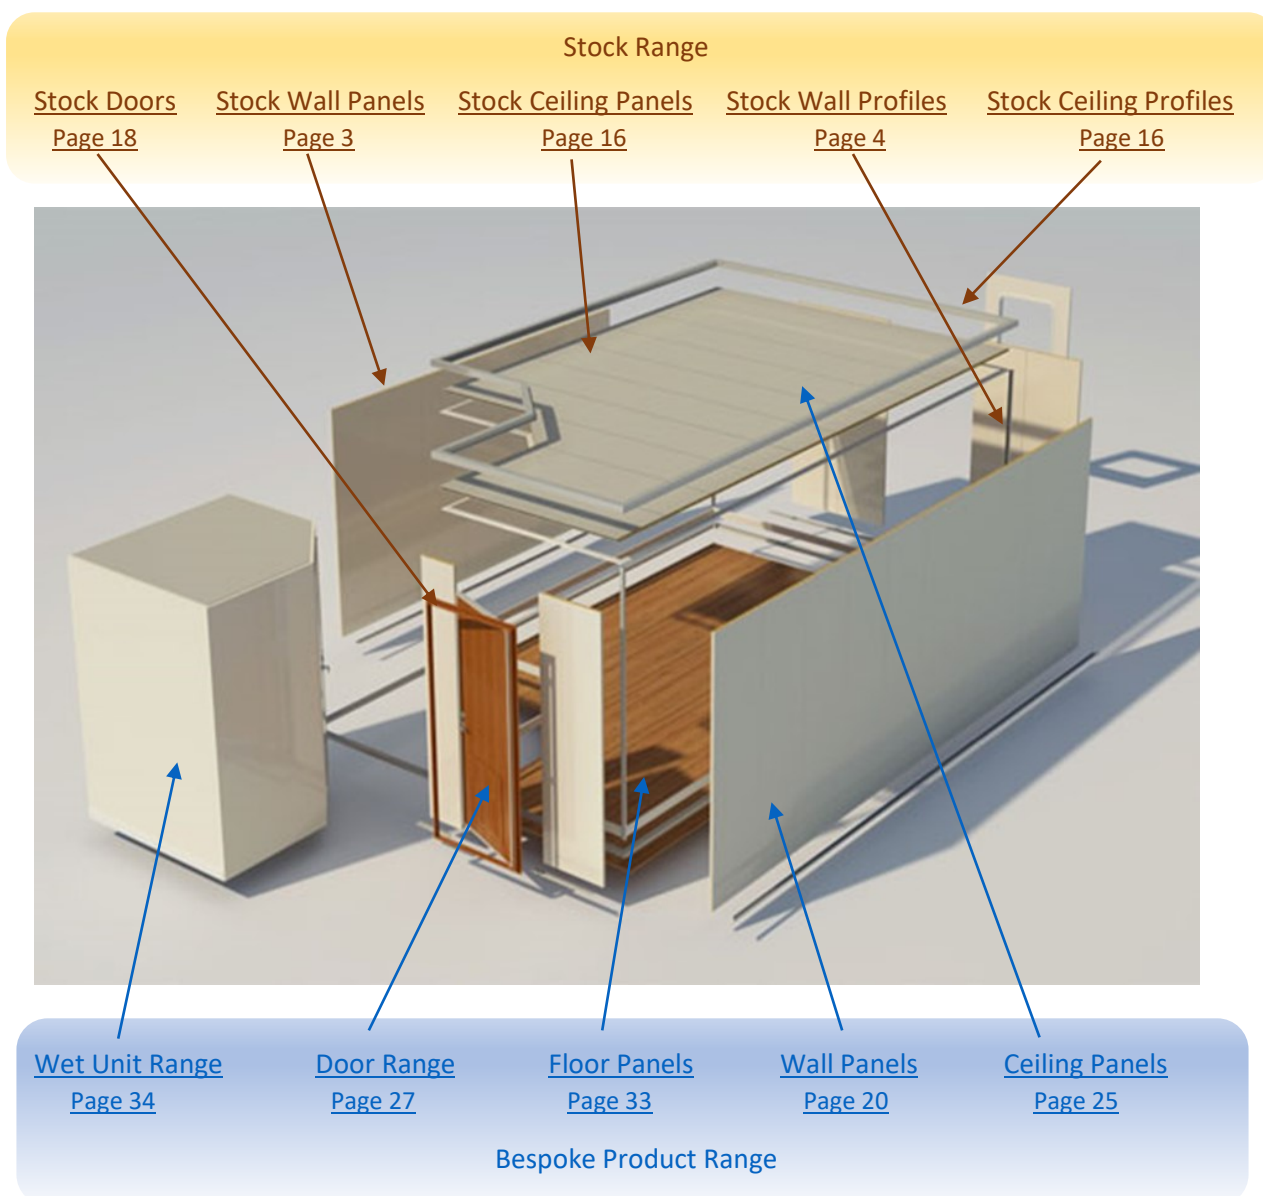 Stock Range
Stock Doors Stock Wall Panels Stock Ceiling Panels Stock Wall Profiles Stock Ceiling Profiles
Page 18 Page 3 Page 16 Page 4 Page 16
Wet Unit Range Door Range Floor Panels Wall Panels Ceiling Panels
Page 34 Page 27 Page 33 Page 20 Page 25
Bespoke Product Range